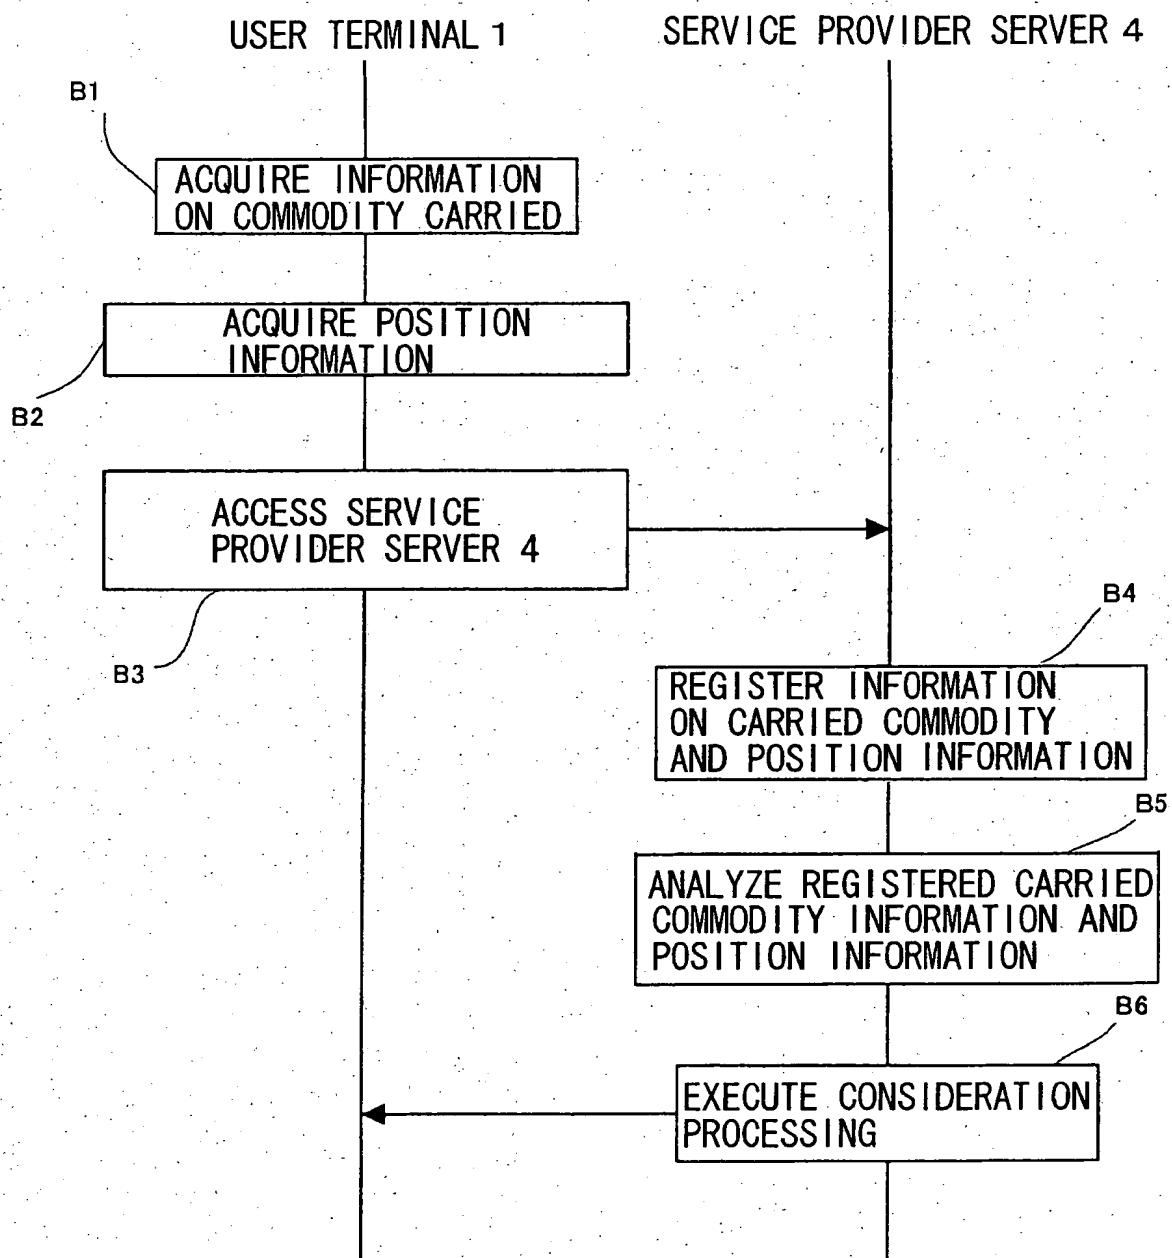 USER TERMINAL 1
SERVICE PROVIDER SERVER 4
B1
ACQUIRE INFORMATION
ON COMMODITY CARRIED
ACQUIRE POSITION
INFORMATION
B2
ACCESS SERVICE
PROVIDER SERVER 4
B3
B4
REGISTER INFORMATION
ON CARRIED COMMODITY
AND POSITION INFORMATION
B5
ANALYZE REGISTERED CARRIED
COMMODITY INFORMATION AND
POSITION INFORMATION
B6
EXECUTE CONSIDERATION
PROCESSING